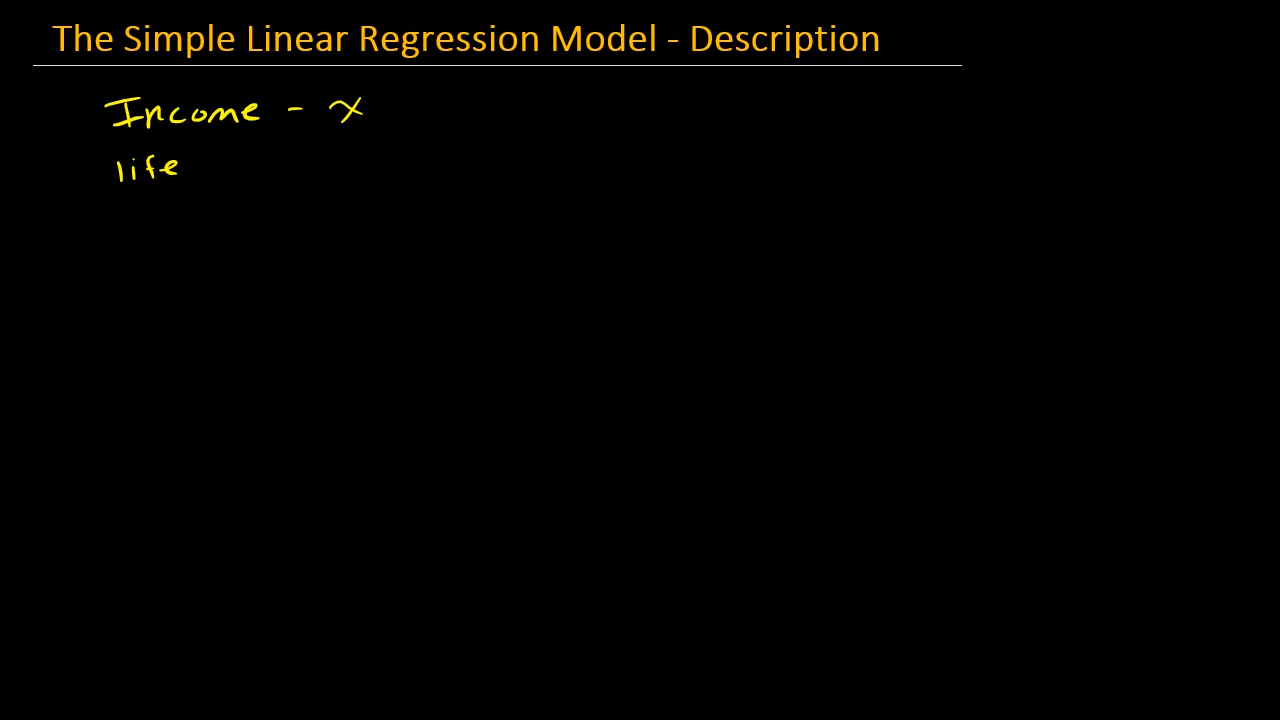 The Simple Linear Regression Model - Description
Income - x
life